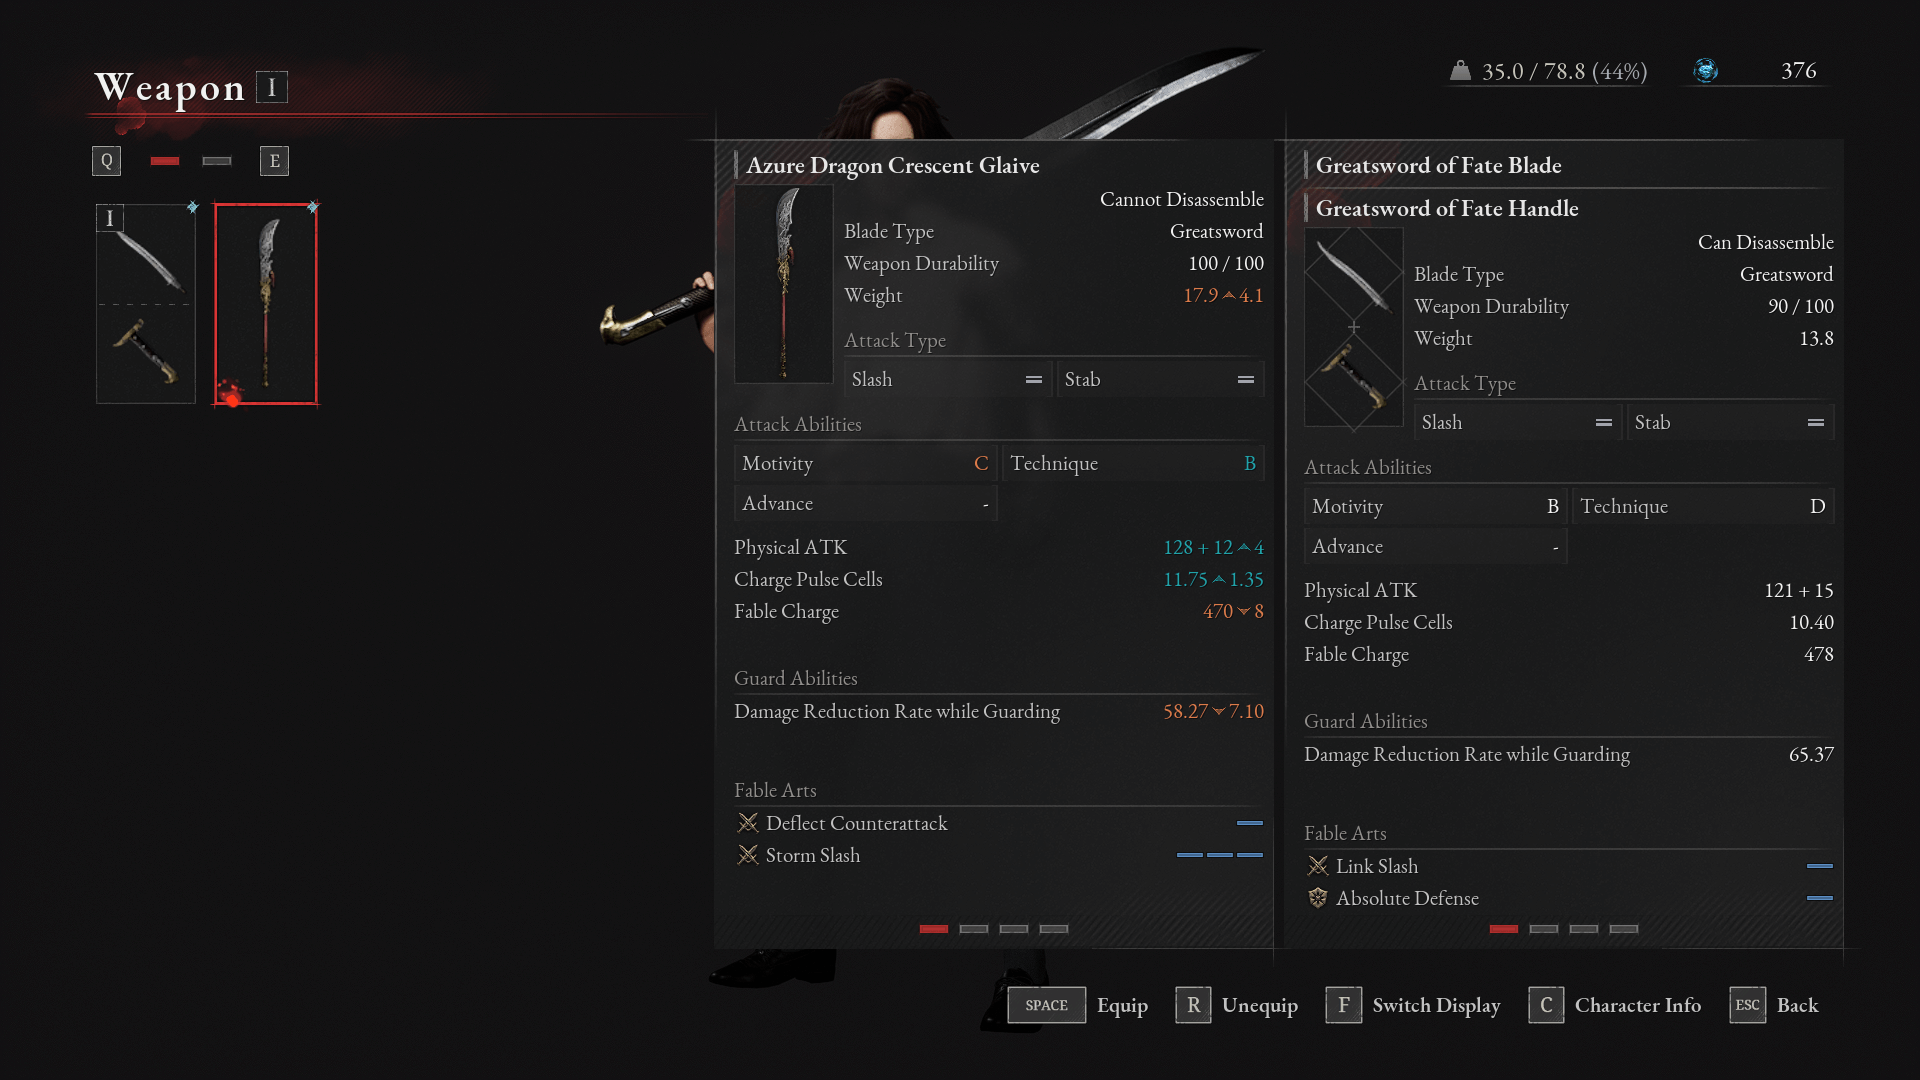 Weapon I
35.0 / 78.8 (44%)
376
Q
E
I
Azure Dragon Crescent Glaive
Cannot Disassemble
Blade Type Greatsword
Weapon Durability 100 / 100
Weight 17.9 4.1
Attack Type
Slash Stab
Attack Abilities
Motivity C Technique B
Advance -
Physical ATK 128 + 12 4
Charge Pulse Cells 11.75 1.35
Fable Charge 470 8
Guard Abilities
Damage Reduction Rate while Guarding 58.27 7.10
Fable Arts
Deflect Counterattack
Storm Slash
Greatsword of Fate Blade
Greatsword of Fate Handle
Can Disassemble
Blade Type Greatsword
Weapon Durability 90 / 100
Weight 13.8
Attack Type
Slash Stab
Attack Abilities
Motivity B Technique D
Advance -
Physical ATK 121 + 15
Charge Pulse Cells 10.40
Fable Charge 478
Guard Abilities
Damage Reduction Rate while Guarding 65.37
Fable Arts
Link Slash
Absolute Defense
SPACE Equip R Unequip F Switch Display C Character Info ESC Back